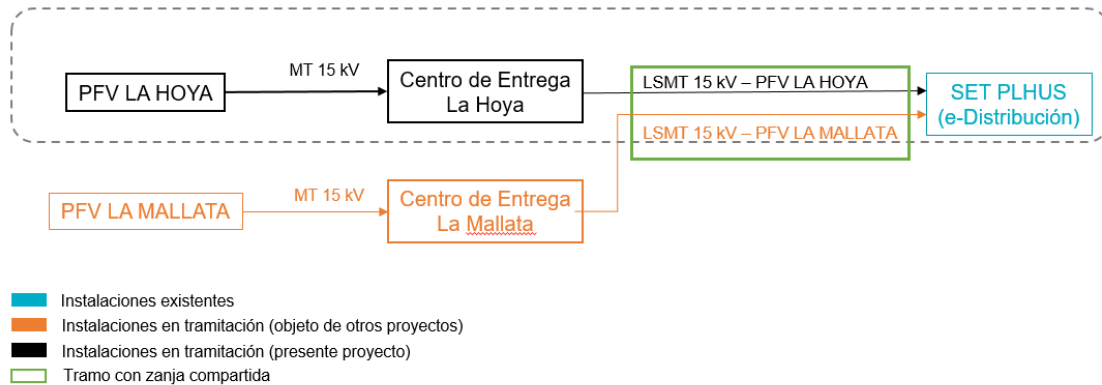 PFV LA HOYA
MT 15 kV
Centro de Entrega
La Hoya
LSMT 15 kV – PFV LA HOYA
LSMT 15 kV – PFV LA MALLATA
SET PLHUS
(e-Distribución)
PFV LA MALLATA
MT 15 kV
Centro de Entrega
La Mallata
Instalaciones existentes
Instalaciones en tramitación (objeto de otros proyectos)
Instalaciones en tramitación (presente proyecto)
Tramo con zanja compartida